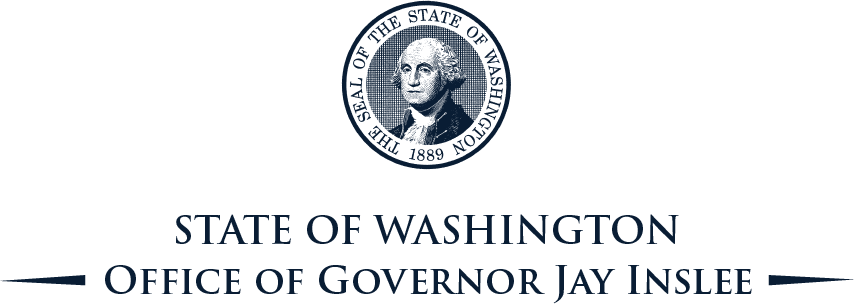 THE SEAL OF THE STATE OF WASHINGTON
1889
STATE OF WASHINGTON
OFFICE OF GOVERNOR JAY INSLEE